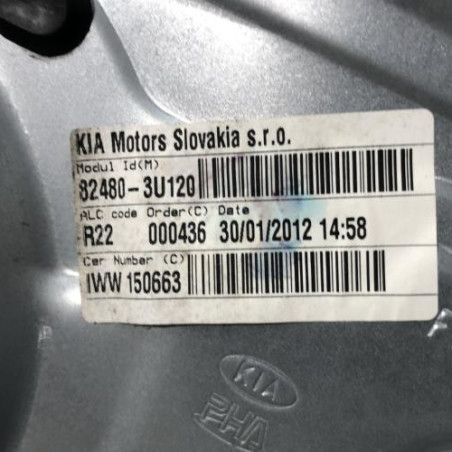 KIA Motors Slovakia s.r.o.
Modul Id(M)
82480-3U120
ALC code Order(C) Date
R22 000436 30/01/2012 14:58
Car Number (C)
1WW 150663
KIA
PHA